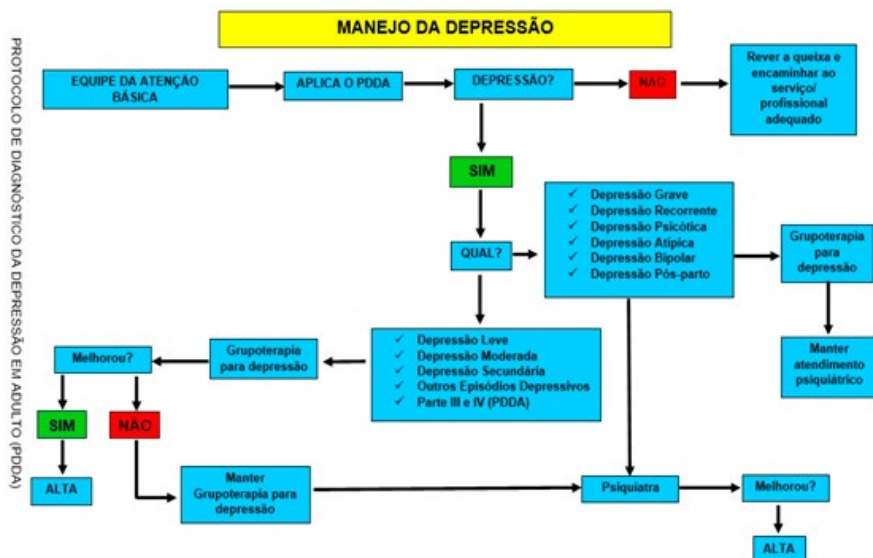 MANEJO DA DEPRESSÃO
PROTOCOLO DE DIAGNÓSTICO DA DEPRESSÃO EM ADULTO (PDDA)
EQUIPE DA ATENÇÃO
BÁSICA
APLICA O PDDA
DEPRESSÃO?
NÃO
Rever a queixa e
encaminhar ao
serviço/
profissional
adequado
SIM
QUAL?
✓ Depressão Grave
✓ Depressão Recorrente
✓ Depressão Psicótica
✓ Depressão Atípica
✓ Depressão Bipolar
✓ Depressão Pós-parto
Grupoterapia
para
depressão
Manter
atendimento
psiquiátrico
✓ Depressão Leve
✓ Depressão Moderada
✓ Depressão Secundária
✓ Outros Episódios Depressivos
✓ Parte III e IV (PDDA)
Grupoterapia
para depressão
Melhorou?
SIM
NÃO
ALTA
Manter
Grupoterapia para
depressão
Psiquiatra
Melhorou?
ALTA